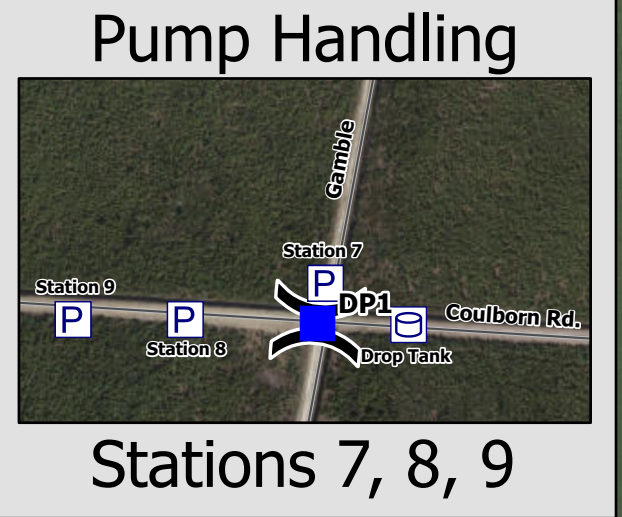 Pump Handling
Gamble
Station 7
P
Station 9
DP1
P
P
Coulborn Rd.
Station 8
Drop Tank
Stations 7, 8, 9